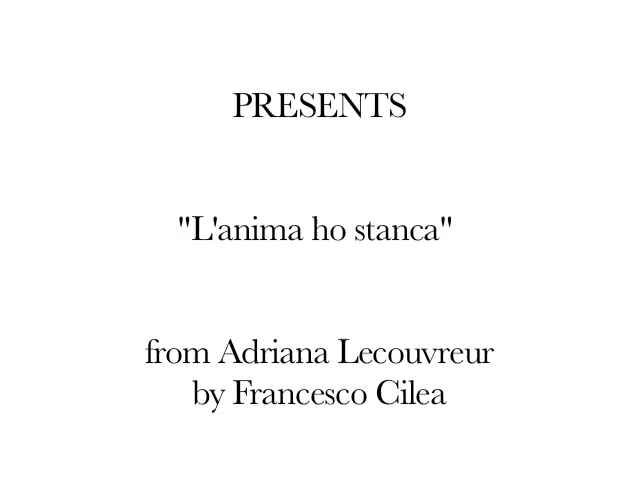 PRESENTS
"L'anima ho stanca"
from Adriana Lecouvreur
by Francesco Cilea